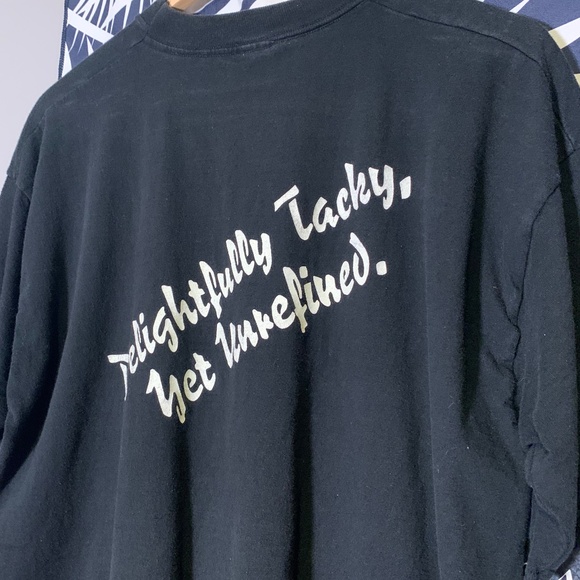 Delightfully Tacky,
Yet Unrefined.